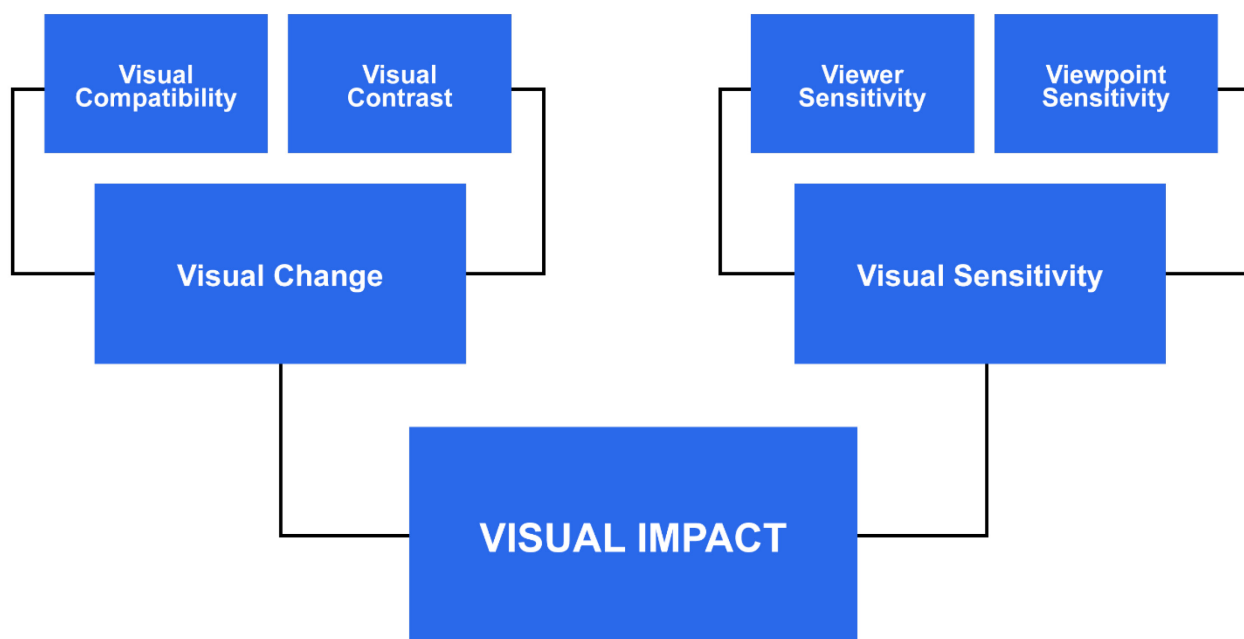 Visual
Compatibility
Visual
Contrast
Viewer
Sensitivity
Viewpoint
Sensitivity
Visual Change
Visual Sensitivity
VISUAL IMPACT